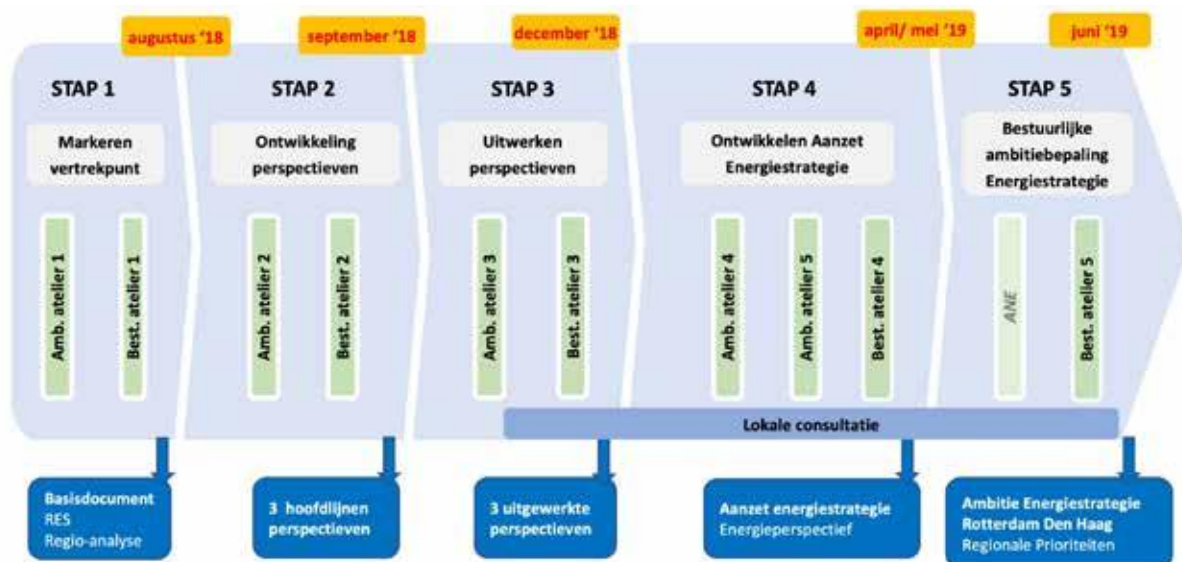 augustus '18
september '18
december '18
april/ mei '19
juni '19
STAP 1
STAP 2
STAP 3
STAP 4
STAP 5
Markeren
vertrekpunt
Ontwikkeling
perspectieven
Uitwerken
perspectieven
Ontwikkelen Aanzet
Energiestrategie
Bestuurlijke
ambitiebepaling
Energiestrategie
Amb. atelier 1
Best. atelier 1
Amb. atelier 2
Best. atelier 2
Amb. atelier 3
Best. atelier 3
Amb. atelier 4
Amb. atelier 5
Best. atelier 4
ANE
Best. atelier 5
Lokale consultatie
Basisdocument
RES
Regio-analyse
3 hoofdlijnen
perspectieven
3 uitgewerkte
perspectieven
Aanzet energiestrategie
Energieperspectief
Ambitie Energiestrategie
Rotterdam Den Haag
Regionale Prioriteiten